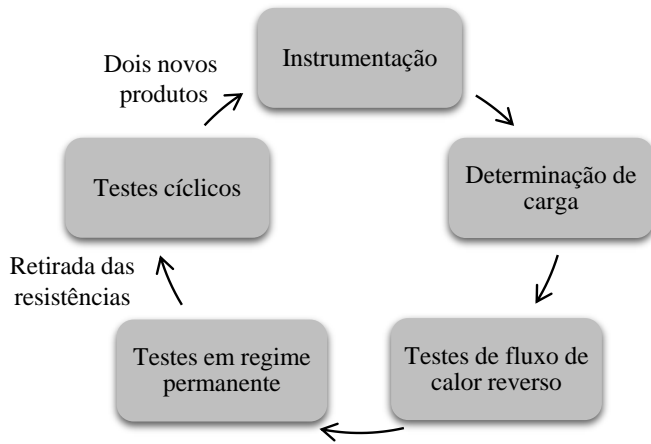 Instrumentação
Dois novos
produtos
Determinação de
carga
Testes de fluxo de
calor reverso
Testes em regime
permanente
Retirada das
resistências
Testes cíclicos